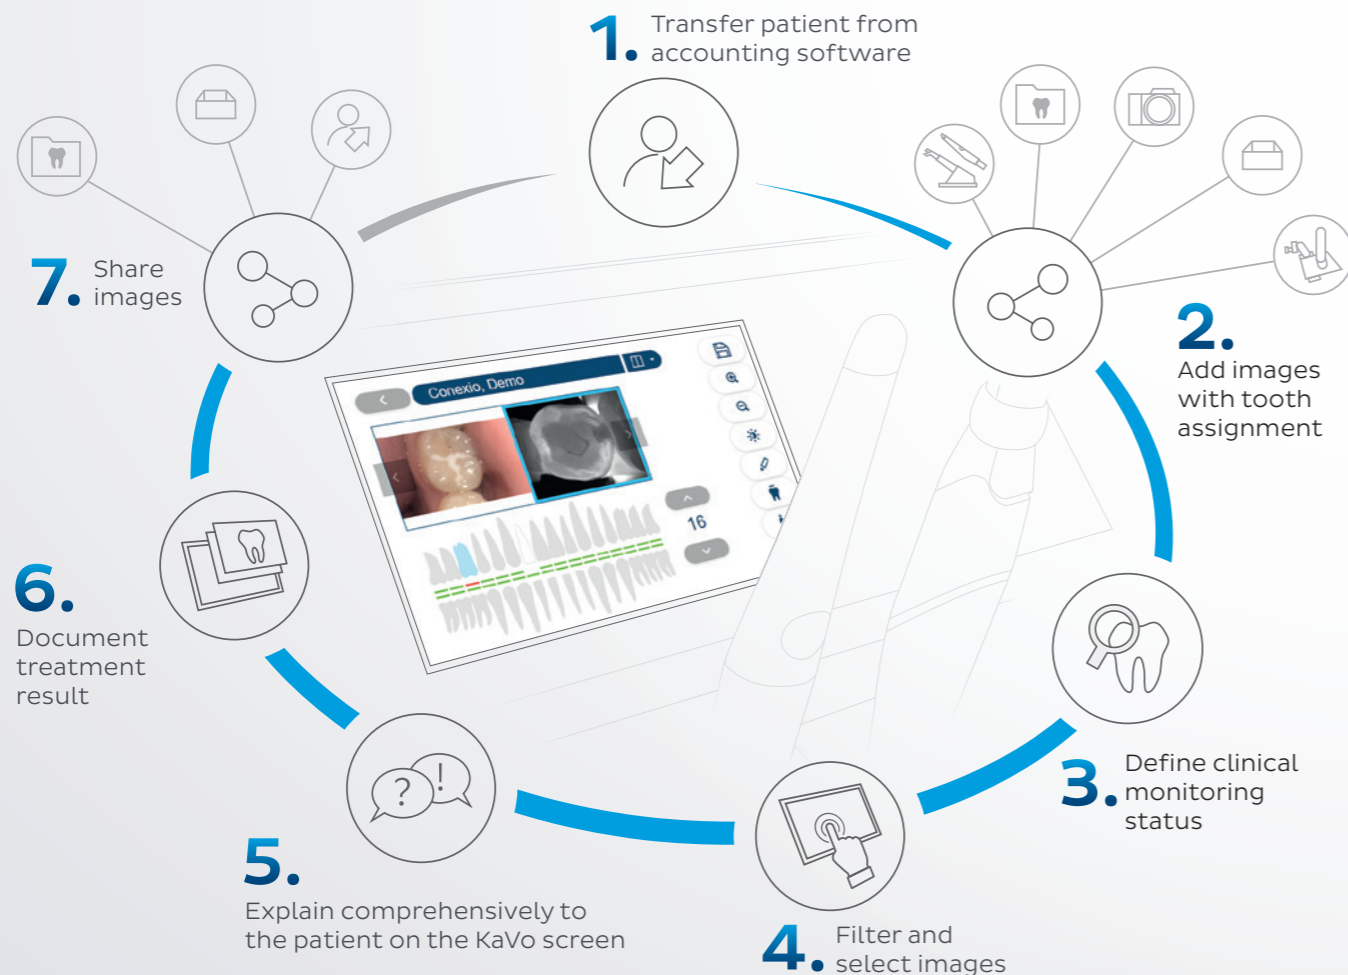 1. Transfer patient from
accounting software
2.
Add images
with tooth
assignment
3. Define clinical
monitoring
status
4. Filter and
select images
5.
Explain comprehensively to
the patient on the KaVo screen
6.
Document
treatment
result
7. Share
images
Conexio, Demo
16
? !